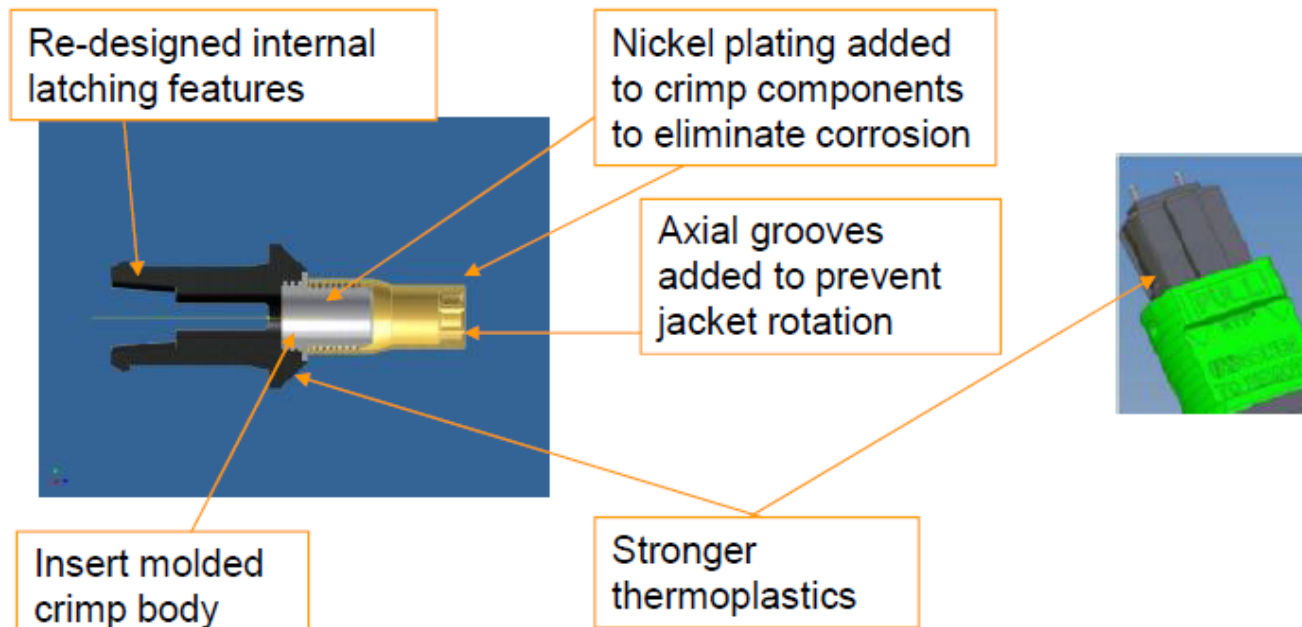 Re-designed internal
latching features
Nickel plating added
to crimp components
to eliminate corrosion
Axial grooves
added to prevent
jacket rotation
PULL
Insert molded
crimp body
Stronger
thermoplastics